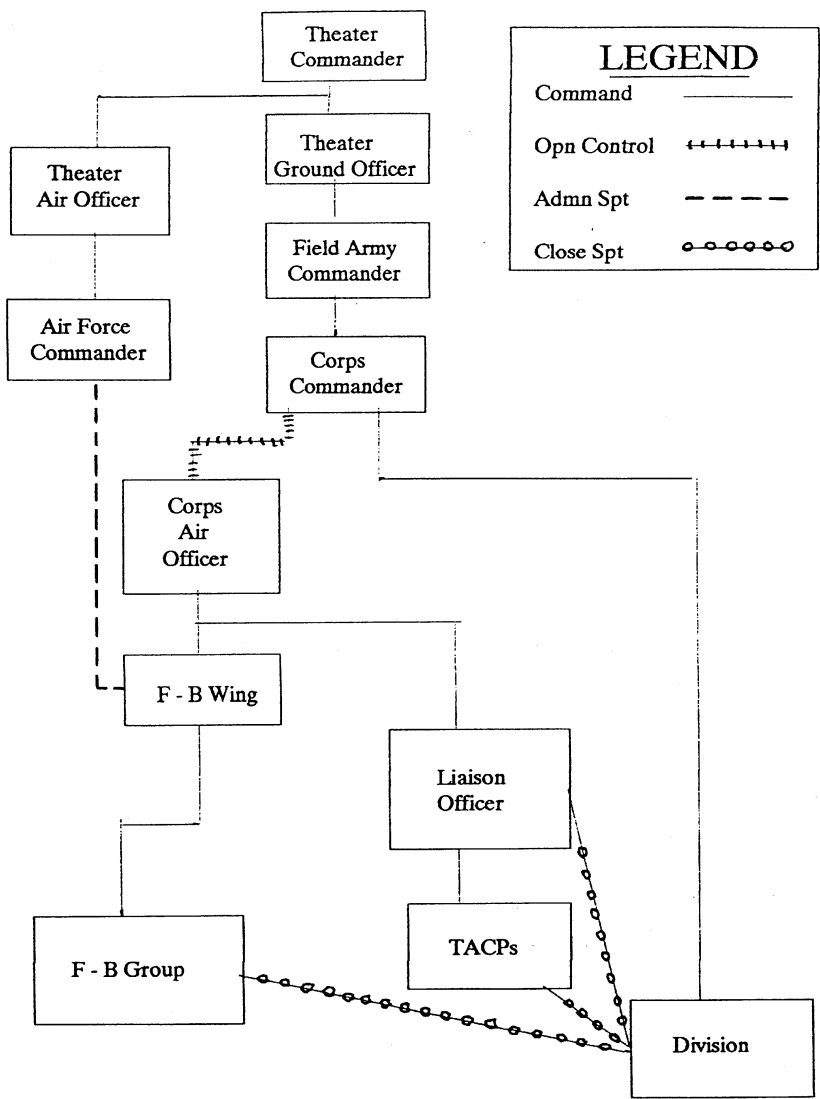 Theater
Commander
LEGEND
Command
Opn Control
Admn Spt
Close Spt
Theater
Ground Officer
Theater
Air Officer
Field Army
Commander
Air Force
Commander
Corps
Commander
Corps
Air
Officer
F - B Wing
Liaison
Officer
TACPs
F - B Group
Division